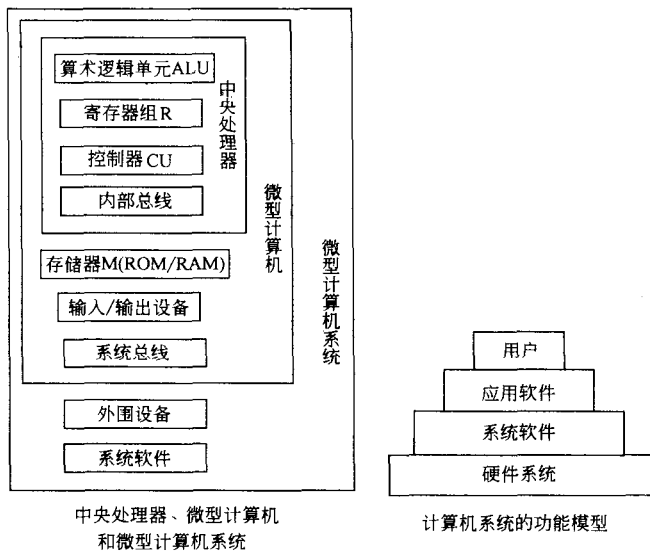 算术逻辑单元ALU
寄存器组R
控制器CU
内部总线
中央处理器
存储器M(ROM/RAM)
输入/输出设备
系统总线
微型计算机
外围设备
系统软件
微型计算机系统
中央处理器、微型计算机
和微型计算机系统
用户
应用软件
系统软件
硬件系统
计算机系统的功能模型